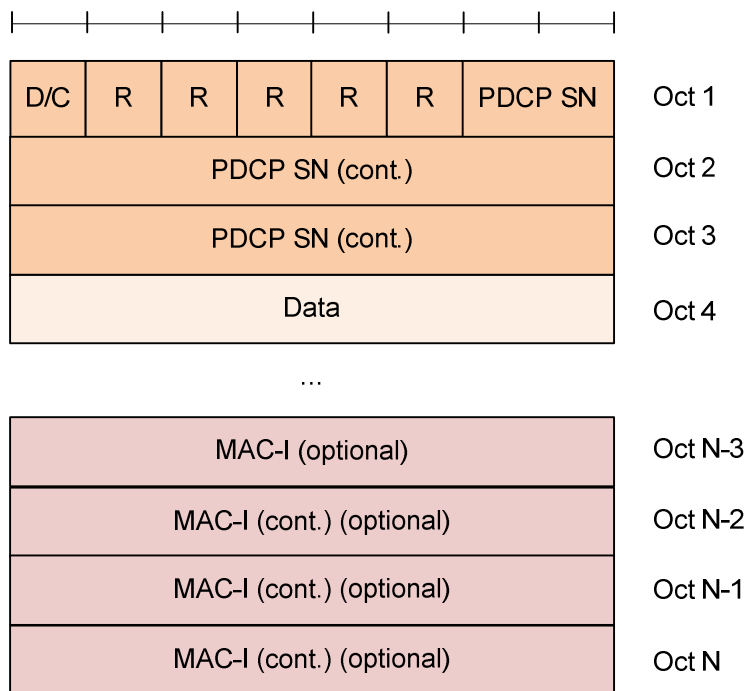 D/C R R R R R PDCP SN Oct 1
PDCP SN (cont.) Oct 2
PDCP SN (cont.) Oct 3
Data Oct 4
...
MAC-I (optional) Oct N-3
MAC-I (cont.) (optional) Oct N-2
MAC-I (cont.) (optional) Oct N-1
MAC-I (cont.) (optional) Oct N